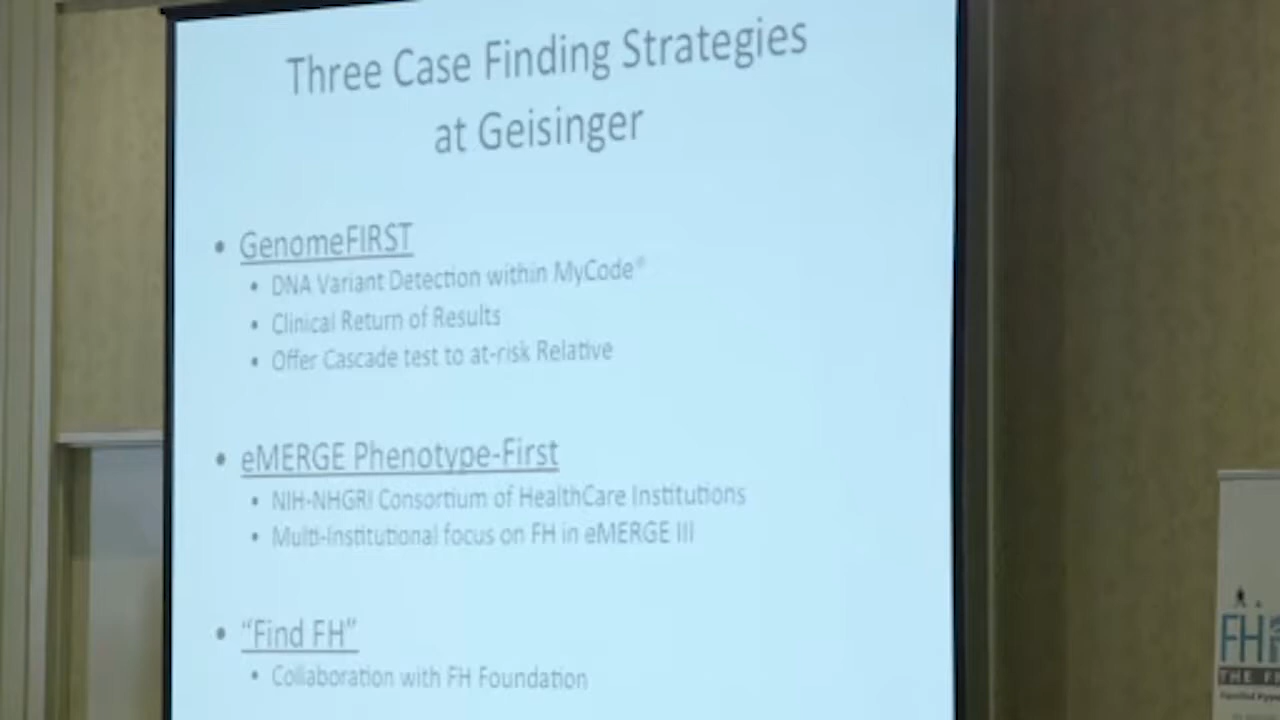 Three Case Finding Strategies
at Geisinger
• GenomeFIRST
• DNA Variant Detection within MyCode®
• Clinical Return of Results
• Offer Cascade test to at-risk Relative
• eMERGE Phenotype-First
• NIH-NHGRI Consortium of HealthCare Institutions
• Multi-Institutional focus on FH in eMERGE III
• "Find FH"
• Collaboration with FH Foundation
FH
THE